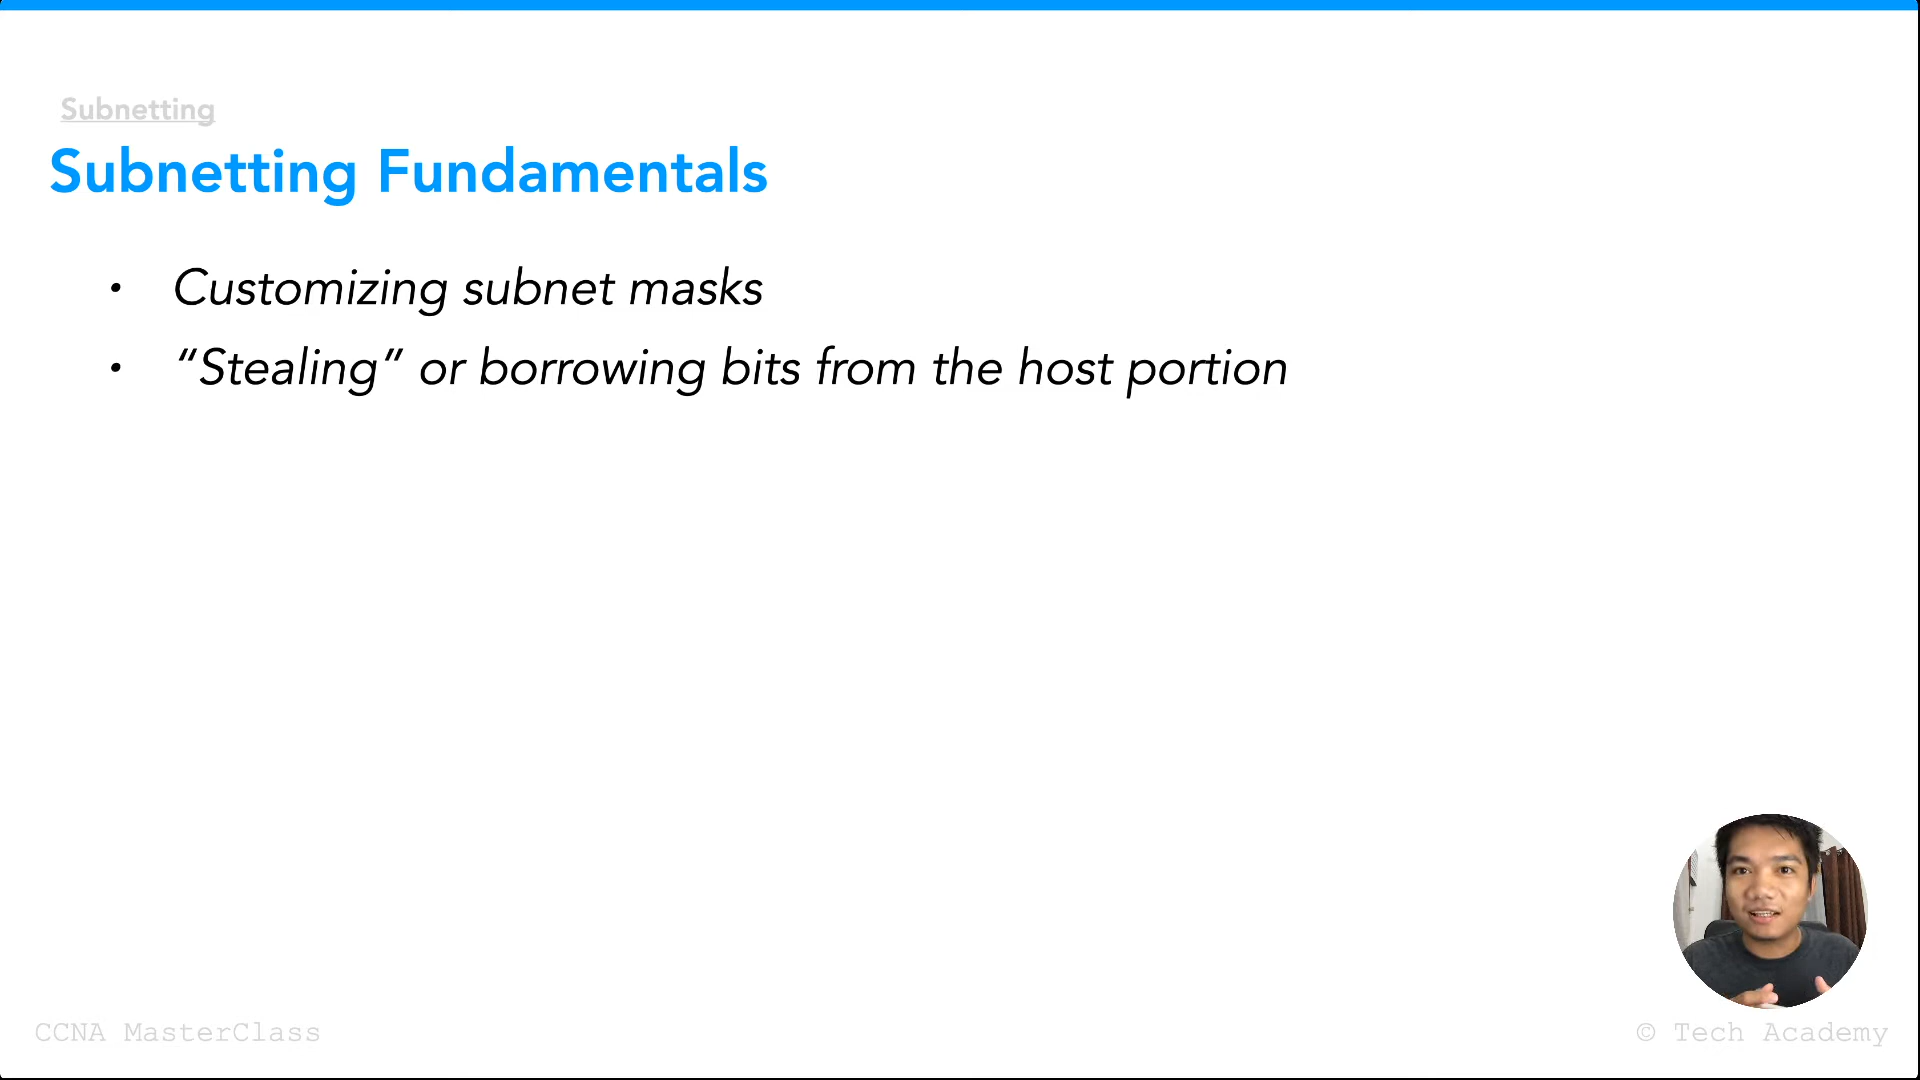 Subnetting
Subnetting Fundamentals
• Customizing subnet masks
• “Stealing” or borrowing bits from the host portion
CCNA MasterClass
© Tech Academy